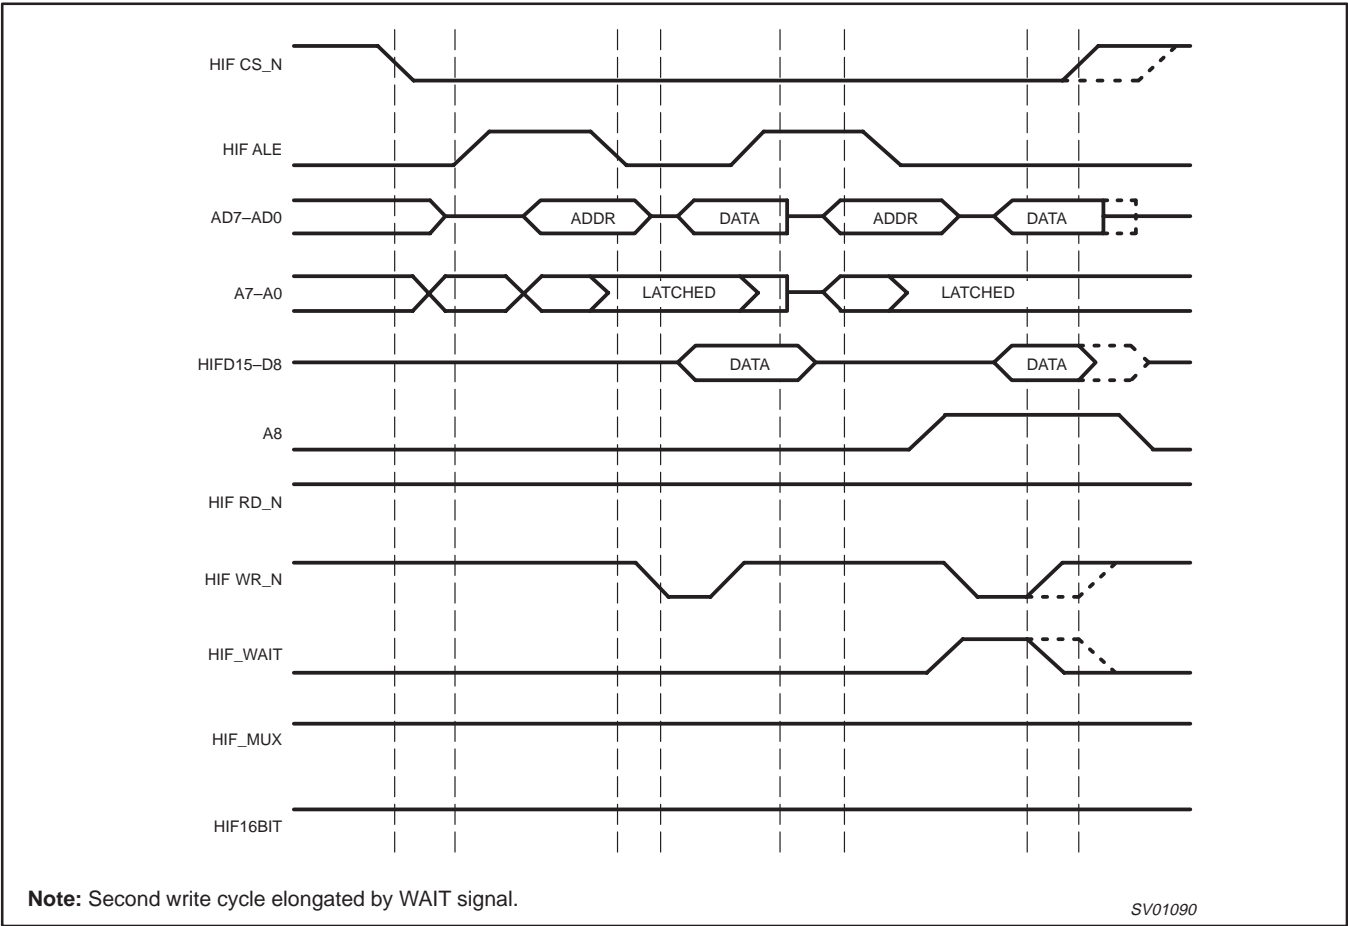 HIF CS_N
HIF ALE
AD7–AD0 ADDR DATA ADDR DATA
A7–A0 LATCHED LATCHED
HIFD15–D8 DATA DATA
A8
HIF RD_N
HIF WR_N
HIF_WAIT
HIF_MUX
HIF16BIT
Note: Second write cycle elongated by WAIT signal.
SV01090